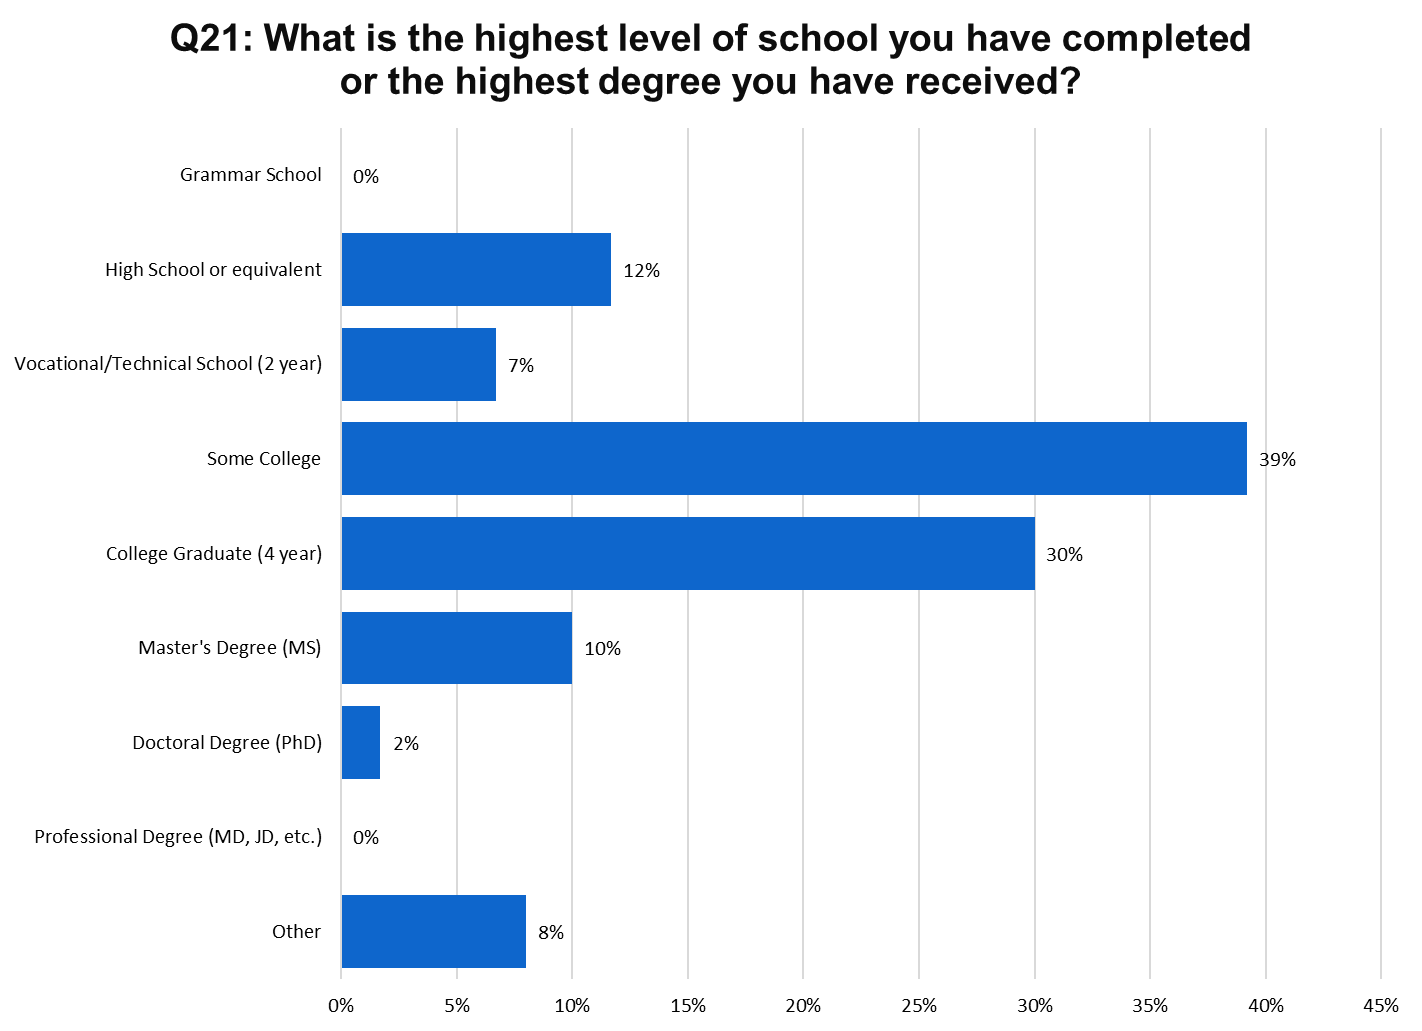 Q21: What is the highest level of school you have completed
or the highest degree you have received?
Grammar School 0%
High School or equivalent 12%
Vocational/Technical School (2 year) 7%
Some College 39%
College Graduate (4 year) 30%
Master's Degree (MS) 10%
Doctoral Degree (PhD) 2%
Professional Degree (MD, JD, etc.) 0%
Other 8%
0% 5% 10% 15% 20% 25% 30% 35% 40% 45%